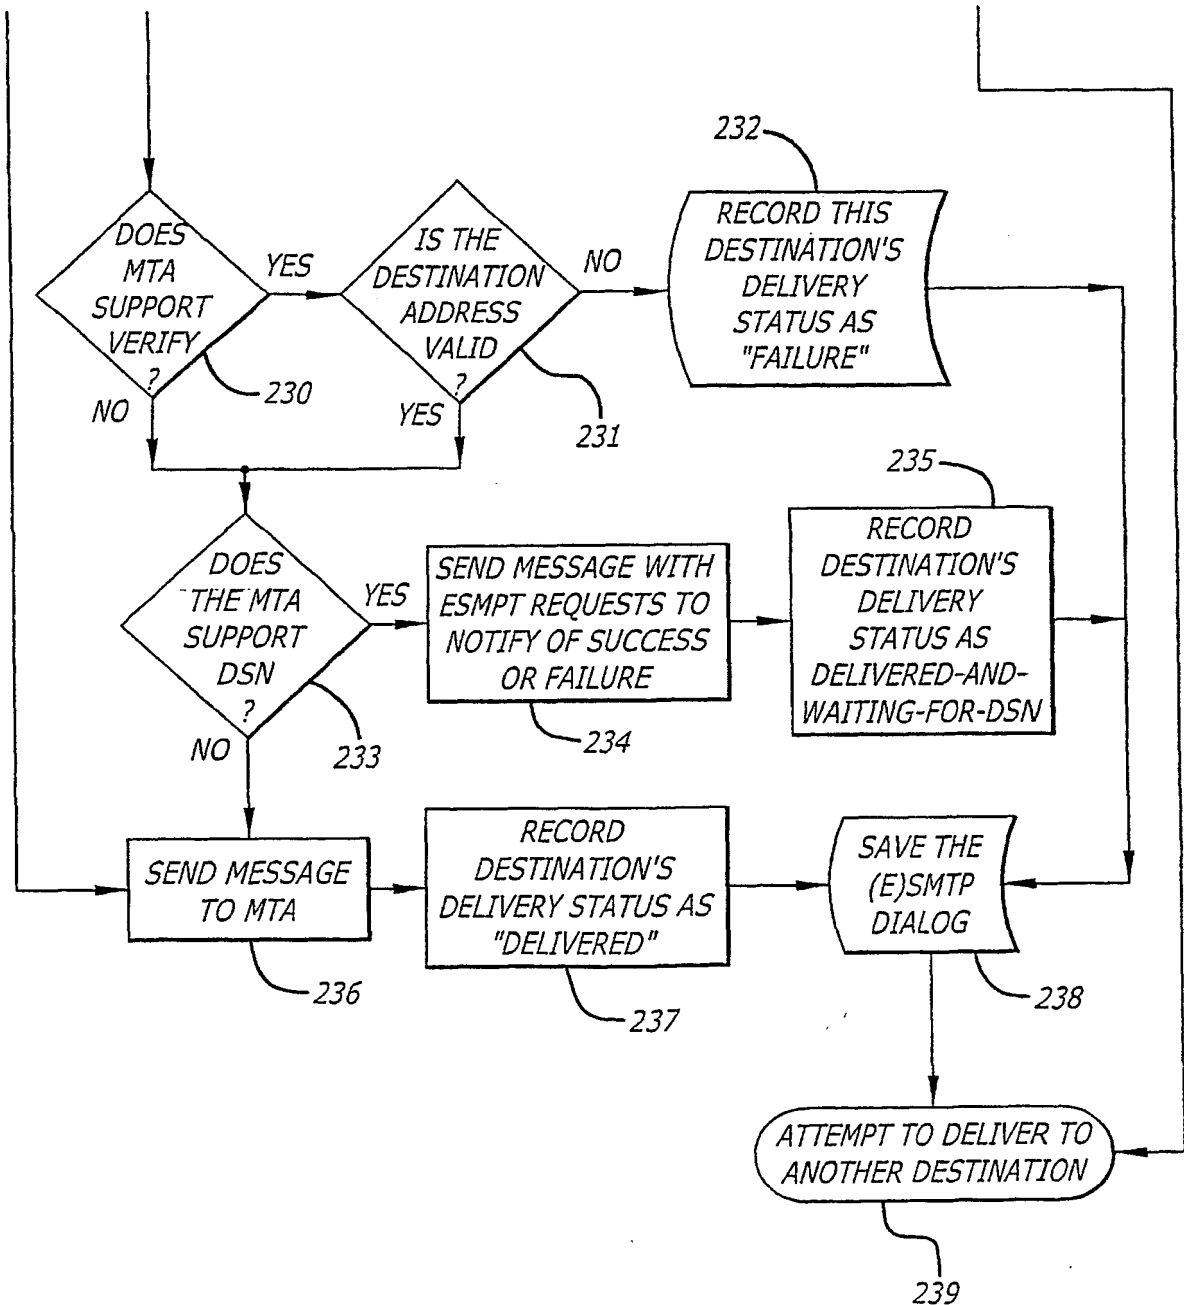 232
DOES
MTA
SUPPORT
VERIFY
?
230
YES
NO
IS THE
DESTINATION
ADDRESS
VALID
?
231
NO
YES
RECORD THIS
DESTINATION'S
DELIVERY
STATUS AS
"FAILURE"
235
DOES
THE MTA
SUPPORT
DSN
?
233
YES
NO
SEND MESSAGE WITH
ESMPT REQUESTS TO
NOTIFY OF SUCCESS
OR FAILURE
234
RECORD
DESTINATION'S
DELIVERY
STATUS AS
DELIVERED-AND-
WAITING-FOR-DSN
SEND MESSAGE
TO MTA
236
RECORD
DESTINATION'S
DELIVERY STATUS AS
"DELIVERED"
237
SAVE THE
(E)SMTP
DIALOG
238
ATTEMPT TO DELIVER TO
ANOTHER DESTINATION
239